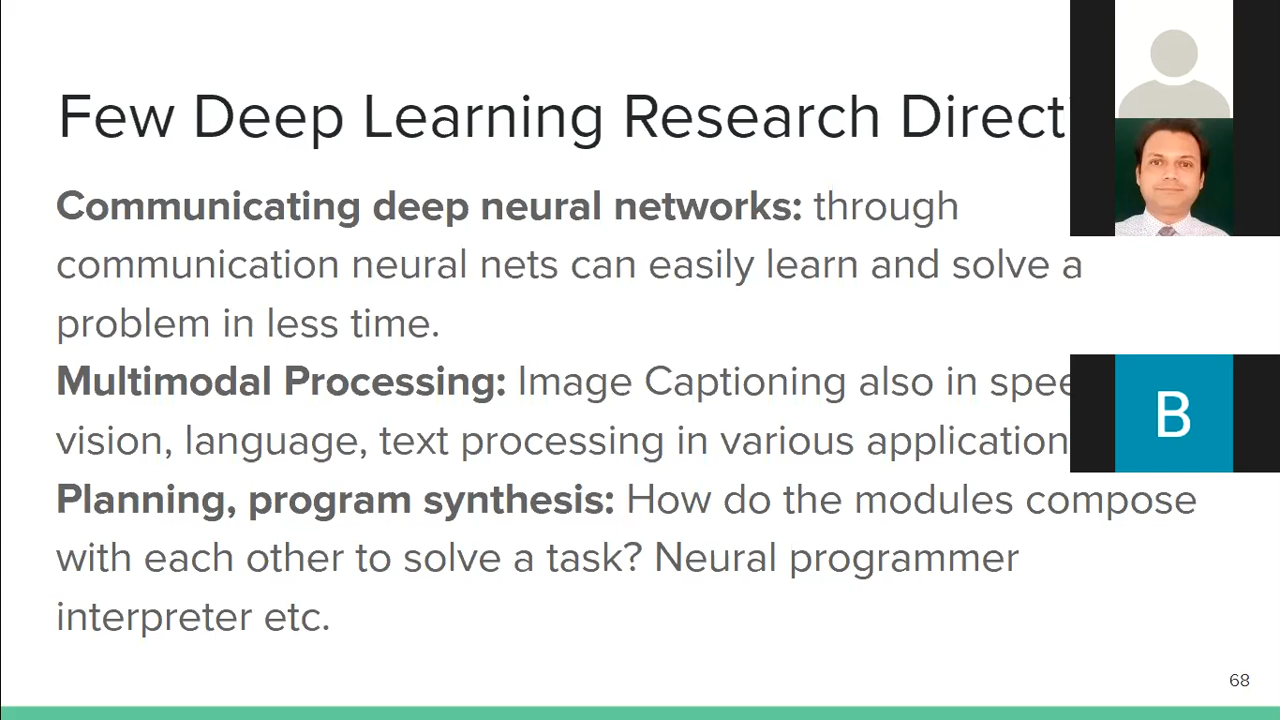 Few Deep Learning Research Direct
Communicating deep neural networks: through
communication neural nets can easily learn and solve a
problem in less time.
Multimodal Processing: Image Captioning also in spee
vision, language, text processing in various application
Planning, program synthesis: How do the modules compose
with each other to solve a task? Neural programmer
interpreter etc.
B
68